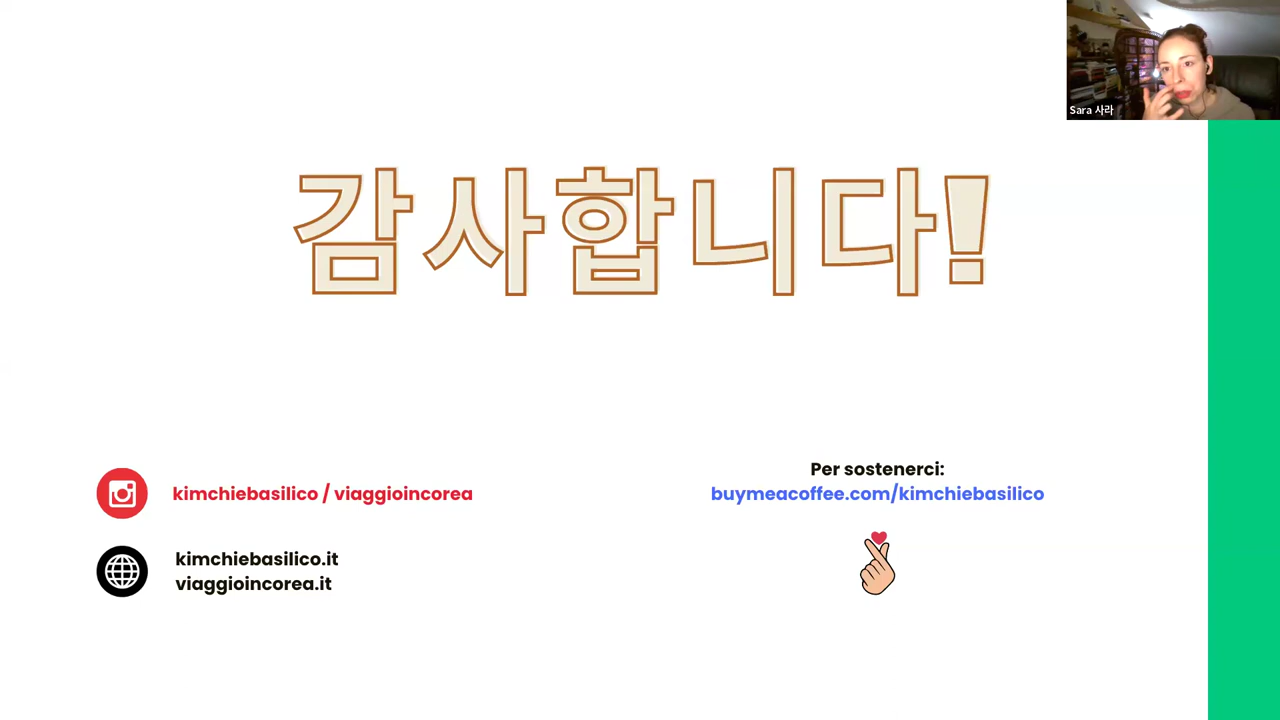 Sara 사라
감사합니다!
kimchiebasilico / viaggioincorea
kimchiebasilico.it
viaggioincorea.it
Per sostenerci:
buymeacoffee.com/kimchiebasilico